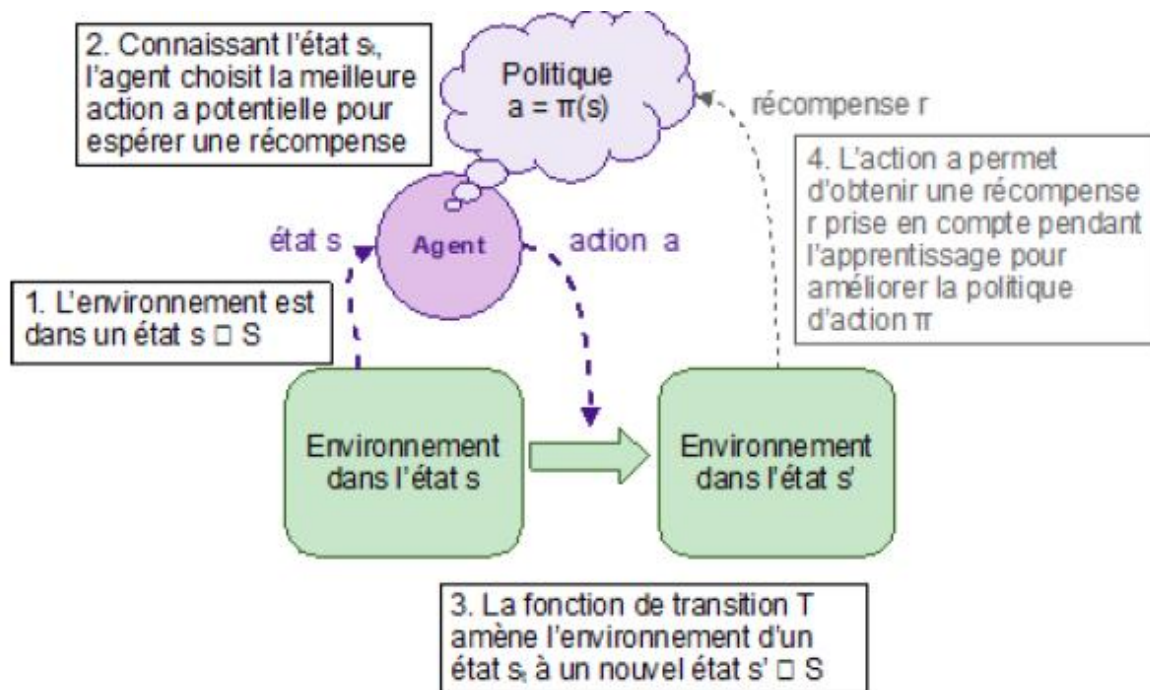 2. Connaissant l'état sₜ,
l'agent choisit la meilleure
action a potentielle pour
espérer une récompense
Politique
a = π(s)
récompense r
4. L'action a permet
d'obtenir une récompense
r prise en compte pendant
l'apprentissage pour
améliorer la politique
d'action π
état s
Agent
action a
1. L'environnement est
dans un état s □ S
Environnement
dans l'état s
Environnement
dans l'état s'
3. La fonction de transition T
amène l'environnement d'un
état sₜ à un nouvel état s' □ S